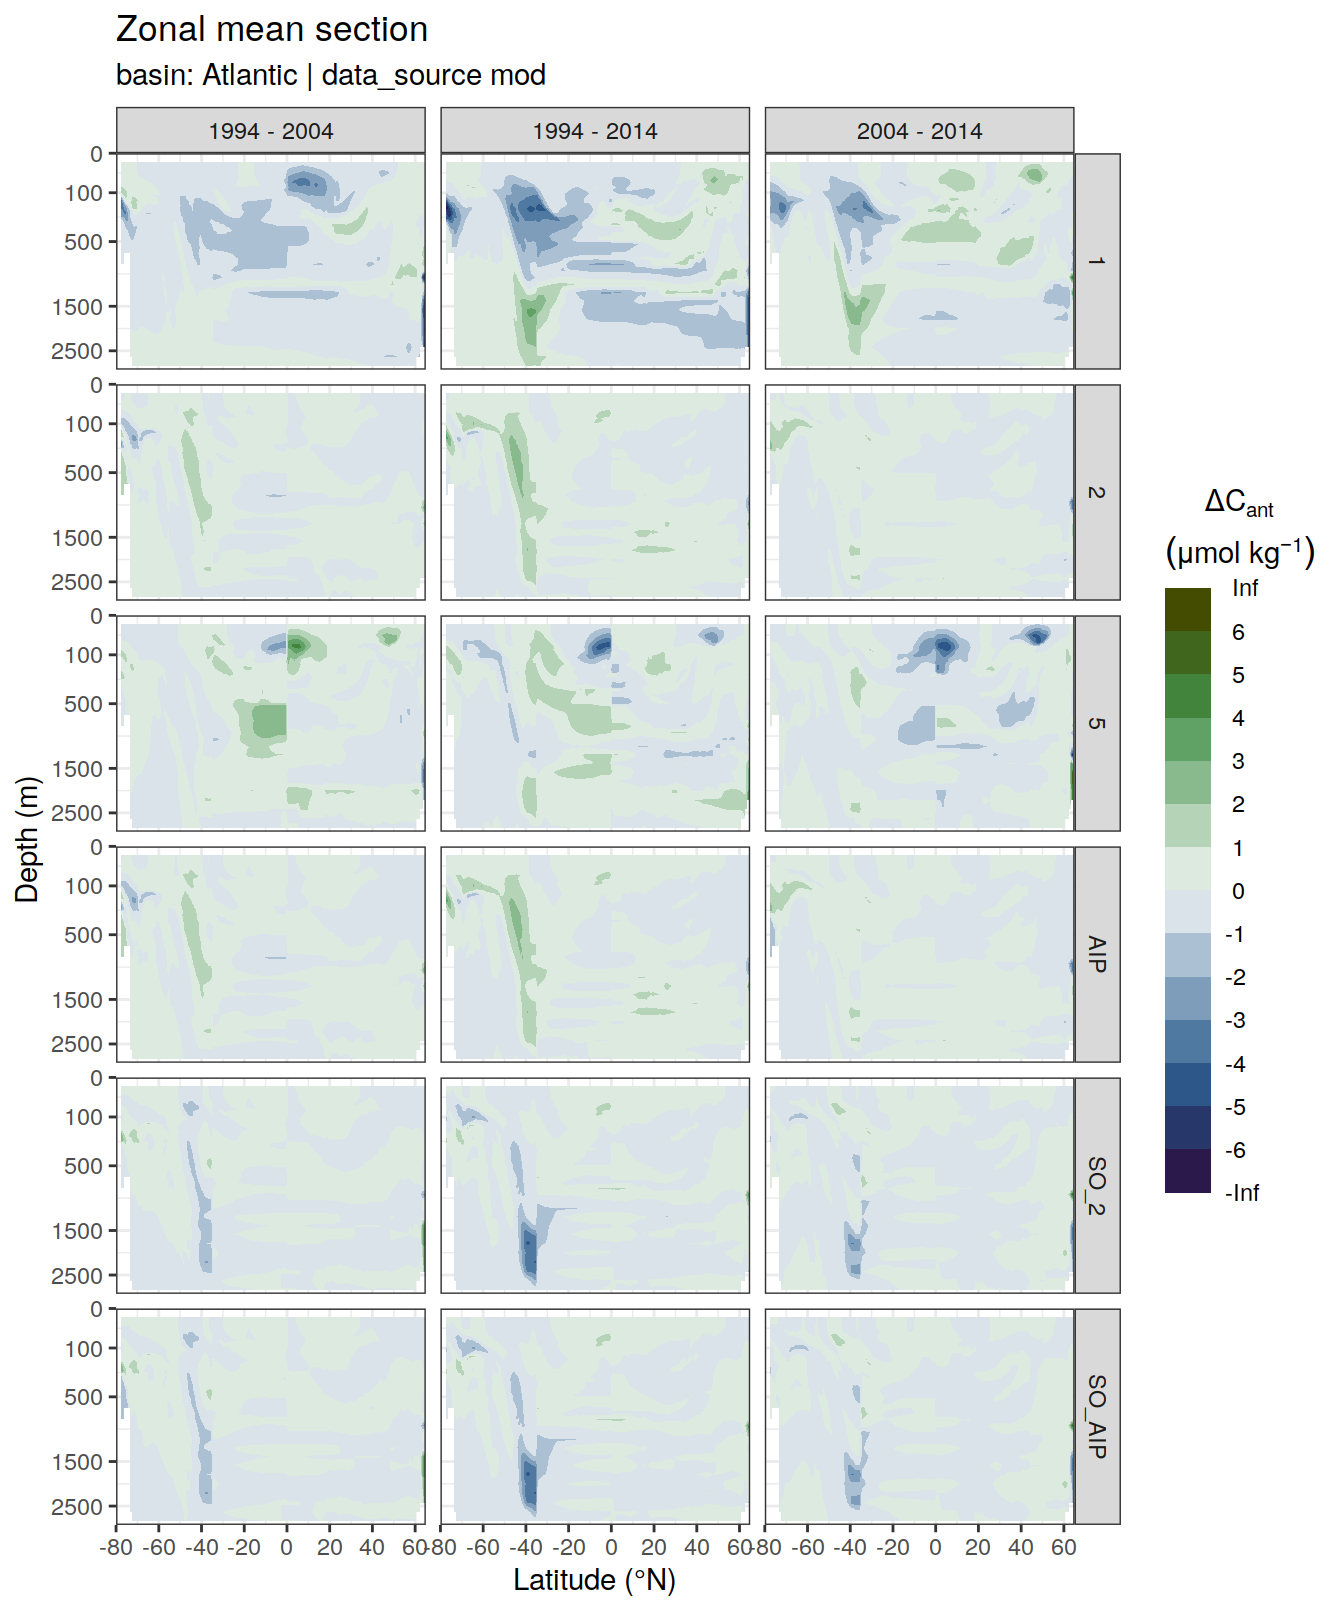 Zonal mean section
basin: Atlantic | data_source mod
1994 - 2004
1994 - 2014
2004 - 2014
0
100
500
1500
2500
1
0
100
500
1500
2500
2
0
100
500
1500
2500
5
0
100
500
1500
2500
AIP
0
100
500
1500
2500
SO_2
0
100
500
1500
2500
SO_AIP
-80 -60 -40 -20 0 20 40 60
-80 -60 -40 -20 0 20 40 60
-80 -60 -40 -20 0 20 40 60
Latitude (°N)
Depth (m)
ΔCant
(μmol kg−1)
Inf
6
5
4
3
2
1
0
-1
-2
-3
-4
-5
-6
-Inf